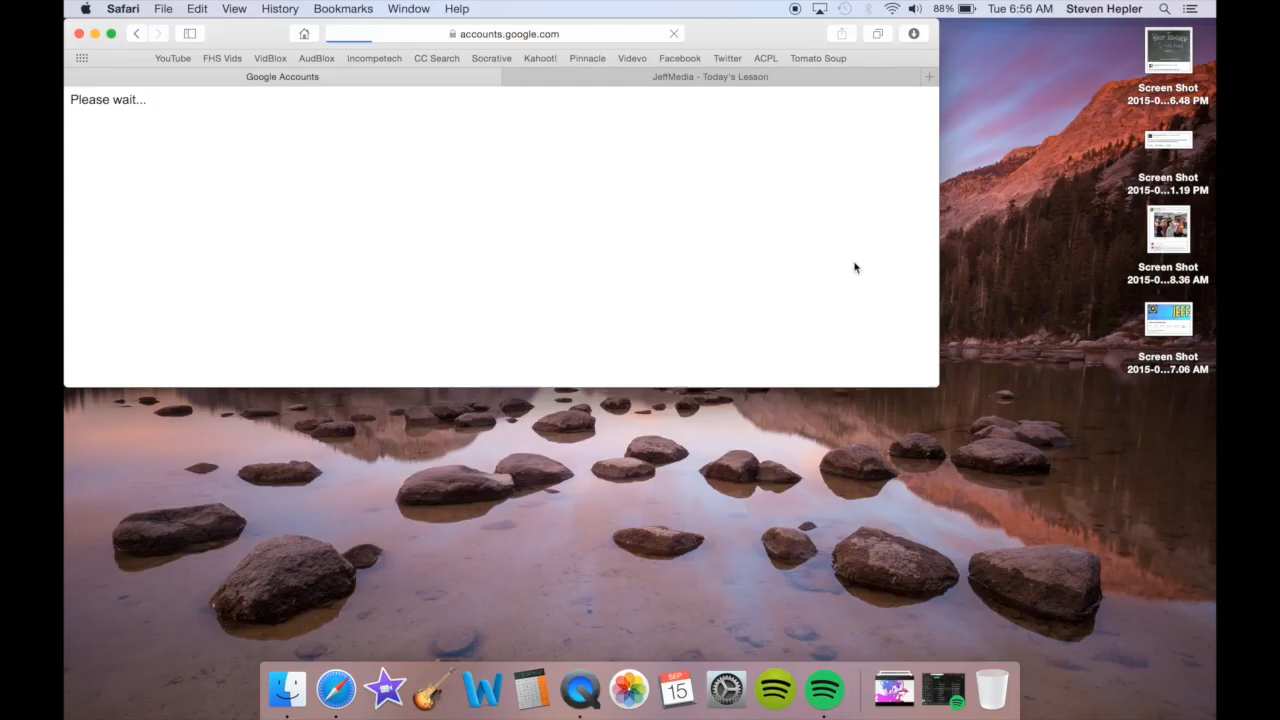 Safari File Edit View History Bookmarks Window Help 88% Tue 6:56 AM Steven Hepler
accounts.google.com
YouTube FHS Vids VidBlox AudBlox Incompetech CC Search Socrative Kahoot! Pinnacle Videvo Facebook Twitter ACPL Tomato Soup
Google Accounts JeffMedia - Today's Lesson
Please wait...
Screen Shot
2015-0...6.48 PM
Screen Shot
2015-0...1.19 PM
Screen Shot
2015-0...8.36 AM
JEFF
Screen Shot
2015-0...7.06 AM
SEP
15